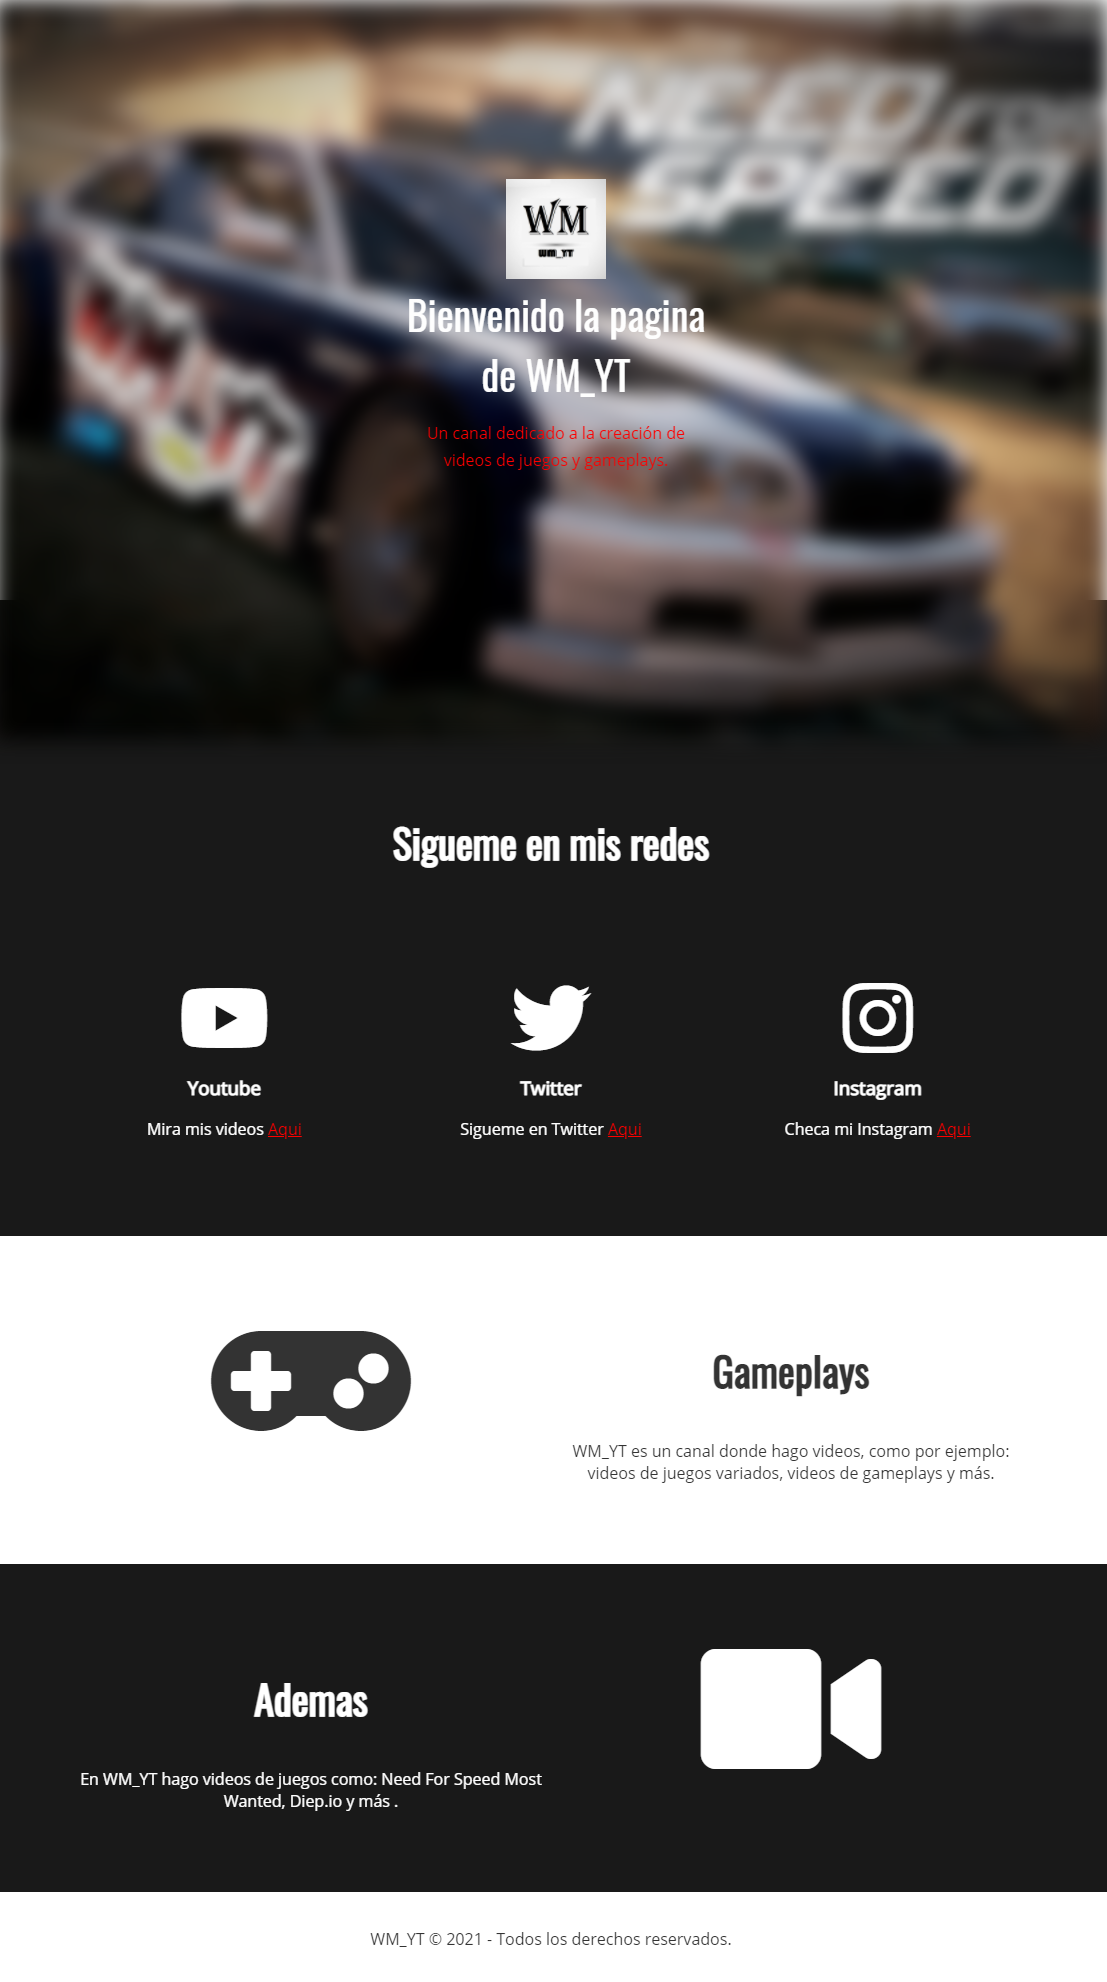 NEED FOR
SPEED
WM
WM_YT
Bienvenido la pagina
de WM_YT
Un canal dedicado a la creación de
videos de juegos y gameplays.
Sigueme en mis redes
Youtube
Twitter
Instagram
Mira mis videos Aqui
Sigueme en Twitter Aqui
Checa mi Instagram Aqui
Gameplays
WM_YT es un canal donde hago videos, como por ejemplo:
videos de juegos variados, videos de gameplays y más.
Ademas
En WM_YT hago videos de juegos como: Need For Speed Most
Wanted, Diep.io y más .
WM_YT © 2021 - Todos los derechos reservados.